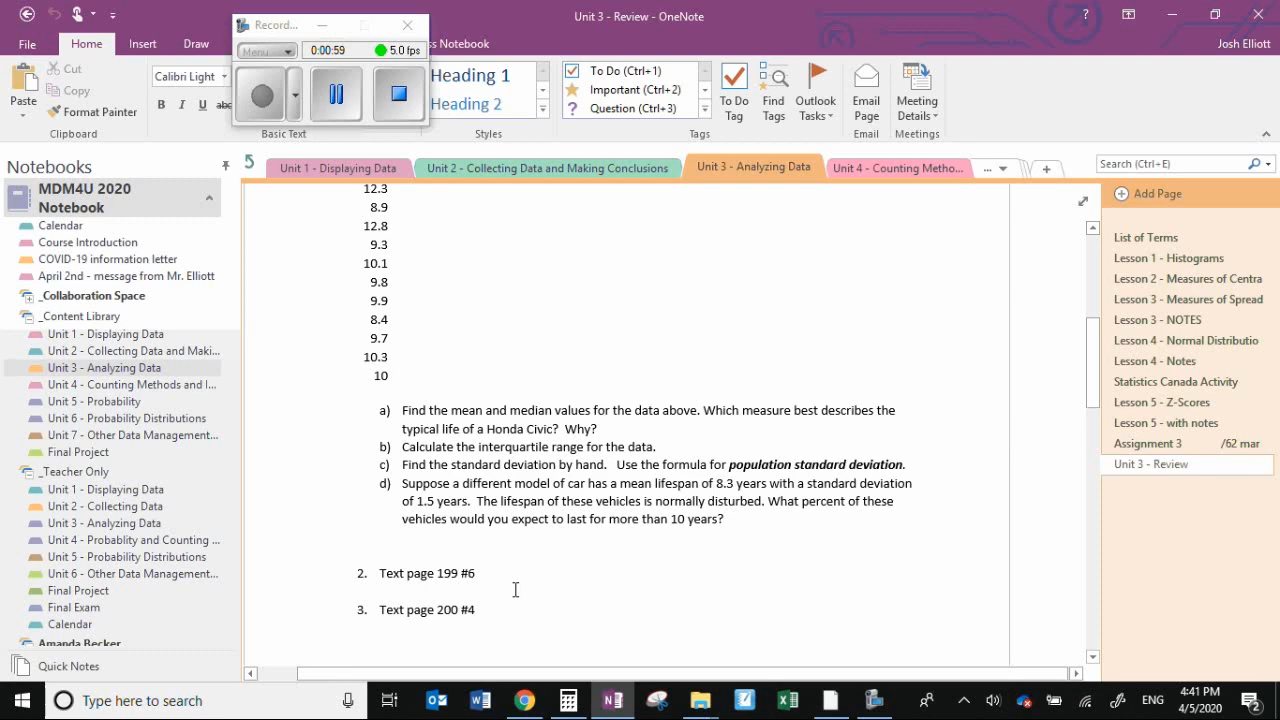 Unit 3 - Review - OneNote
Record...
File Home Insert Draw
ss Notebook
Josh Elliott
Menu 0:00:59 5.0 fps
Paste
Cut
Copy
Format Painter
Clipboard
Calibri Light
B I U abc
Basic Text
Heading 1
Heading 2
Styles
To Do (Ctrl+1)
Important (Ctrl+2)
Question (Ctrl+3)
To Do
Tag
Find
Tags
Outlook
Tasks
Tags
Email
Page
Email
Meeting
Details
Meetings
Notebooks
MDM4U 2020
Notebook
Calendar
Course Introduction
COVID-19 information letter
April 2nd - message from Mr. Elliott
_Collaboration Space
_Content Library
Unit 1 - Displaying Data
Unit 2 - Collecting Data and Maki...
Unit 3 - Analyzing Data
Unit 4 - Counting Methods and I...
Unit 5 - Probability
Unit 6 - Probability Distributions
Unit 7 - Other Data Management...
Final Project
_Teacher Only
Unit 1 - Displaying Data
Unit 2 - Collecting Data
Unit 3 - Analyzing Data
Unit 4 - Probablity and Counting ...
Unit 5 - Probability Distributions
Unit 6 - Other Data Management...
Final Project
Final Exam
Calendar
Amanda Becker
Quick Notes
Unit 1 - Displaying Data
Unit 2 - Collecting Data and Making Conclusions
Unit 3 - Analyzing Data
Unit 4 - Counting Metho...
...
Search (Ctrl+E)
12.3
8.9
12.8
9.3
10.1
9.8
9.9
8.4
9.7
10.3
10
a) Find the mean and median values for the data above. Which measure best describes the
typical life of a Honda Civic? Why?
b) Calculate the interquartile range for the data.
c) Find the standard deviation by hand. Use the formula for population standard deviation.
d) Suppose a different model of car has a mean lifespan of 8.3 years with a standard deviation
of 1.5 years. The lifespan of these vehicles is normally disturbed. What percent of these
vehicles would you expect to last for more than 10 years?
2. Text page 199 #6
3. Text page 200 #4
Add Page
List of Terms
Lesson 1 - Histograms
Lesson 2 - Measures of Centra
Lesson 3 - Measures of Spread
Lesson 3 - NOTES
Lesson 4 - Normal Distributio
Lesson 4 - Notes
Statistics Canada Activity
Lesson 5 - Z-Scores
Lesson 5 - with notes
Assignment 3 /62 mar
Unit 3 - Review
Type here to search
ENG
4:41 PM
4/5/2020
2